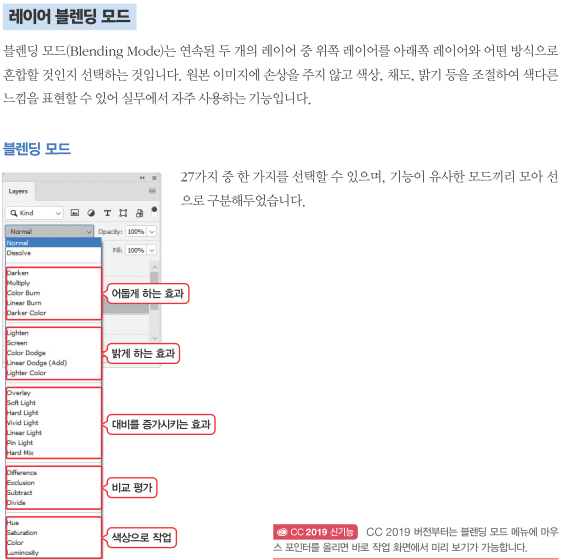 레이어 블렌딩 모드
블렌딩 모드(Blending Mode)는 연속된 두 개의 레이어 중 위쪽 레이어를 아래쪽 레이어와 어떤 방식으로
혼합할 것인지 선택하는 것입니다. 원본 이미지에 손상을 주지 않고 색상, 채도, 밝기 등을 조절하여 색다른
느낌을 표현할 수 있어 실무에서 자주 사용하는 기능입니다.
블렌딩 모드
27가지 중 한 가지를 선택할 수 있으며, 기능이 유사한 모드끼리 모아 선
으로 구분해두었습니다.
Layers
Kind
Normal
Opacity: 100%
Normal
Dissolve
Fill: 100%
Darken
Multiply
Color Burn
Linear Burn
Darker Color
어둡게 하는 효과
Lighten
Screen
Color Dodge
Linear Dodge (Add)
Lighter Color
밝게 하는 효과
Overlay
Soft Light
Hard Light
Vivid Light
Linear Light
Pin Light
Hard Mix
대비를 증가시키는 효과
Difference
Exclusion
Subtract
Divide
비교 평가
Hue
Saturation
Color
Luminosity
색상으로 작업
CC 2019 신기능 CC 2019 버전부터는 블렌딩 모드 메뉴에 마우
스 포인터를 올리면 바로 작업 화면에서 미리 보기가 가능합니다.